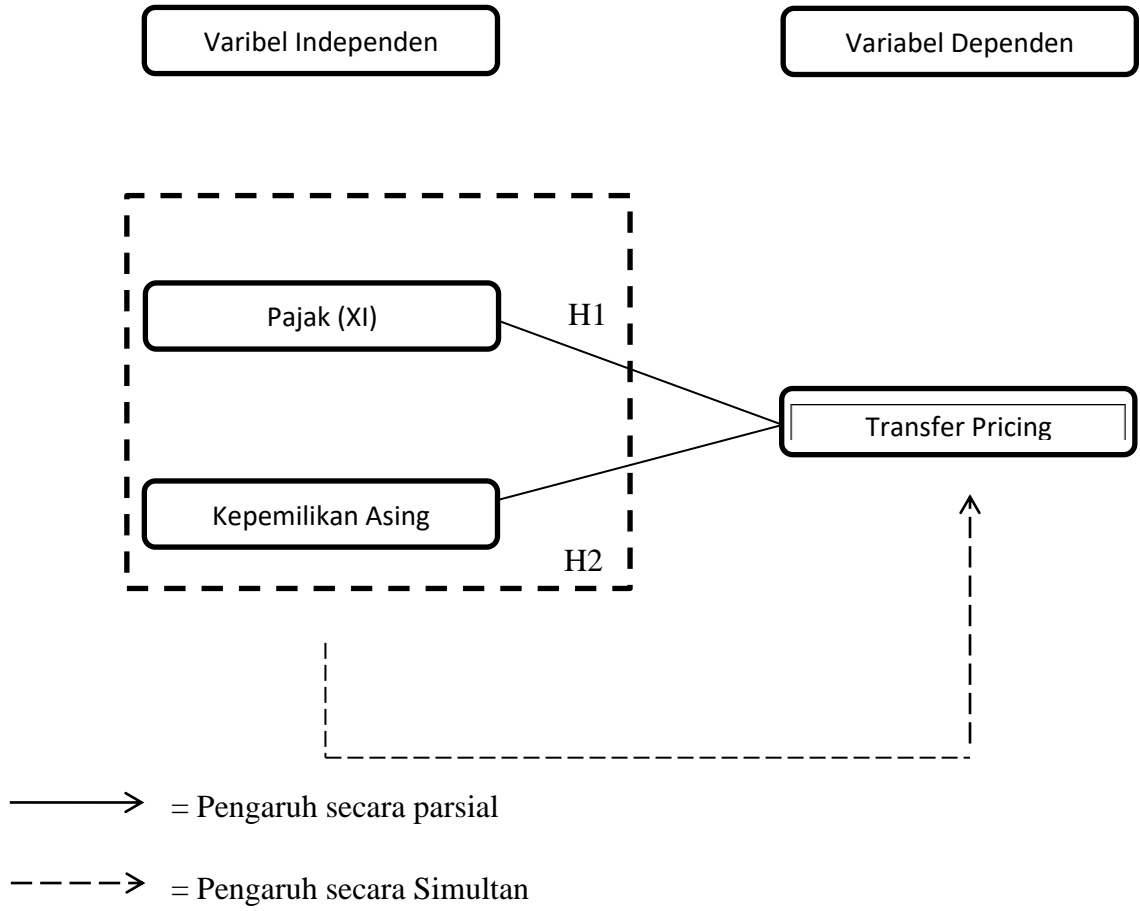 Varibel Independen
Variabel Dependen
Pajak (XI)
H1
Transfer Pricing
Kepemilikan Asing
H2
= Pengaruh secara parsial
= Pengaruh secara Simultan